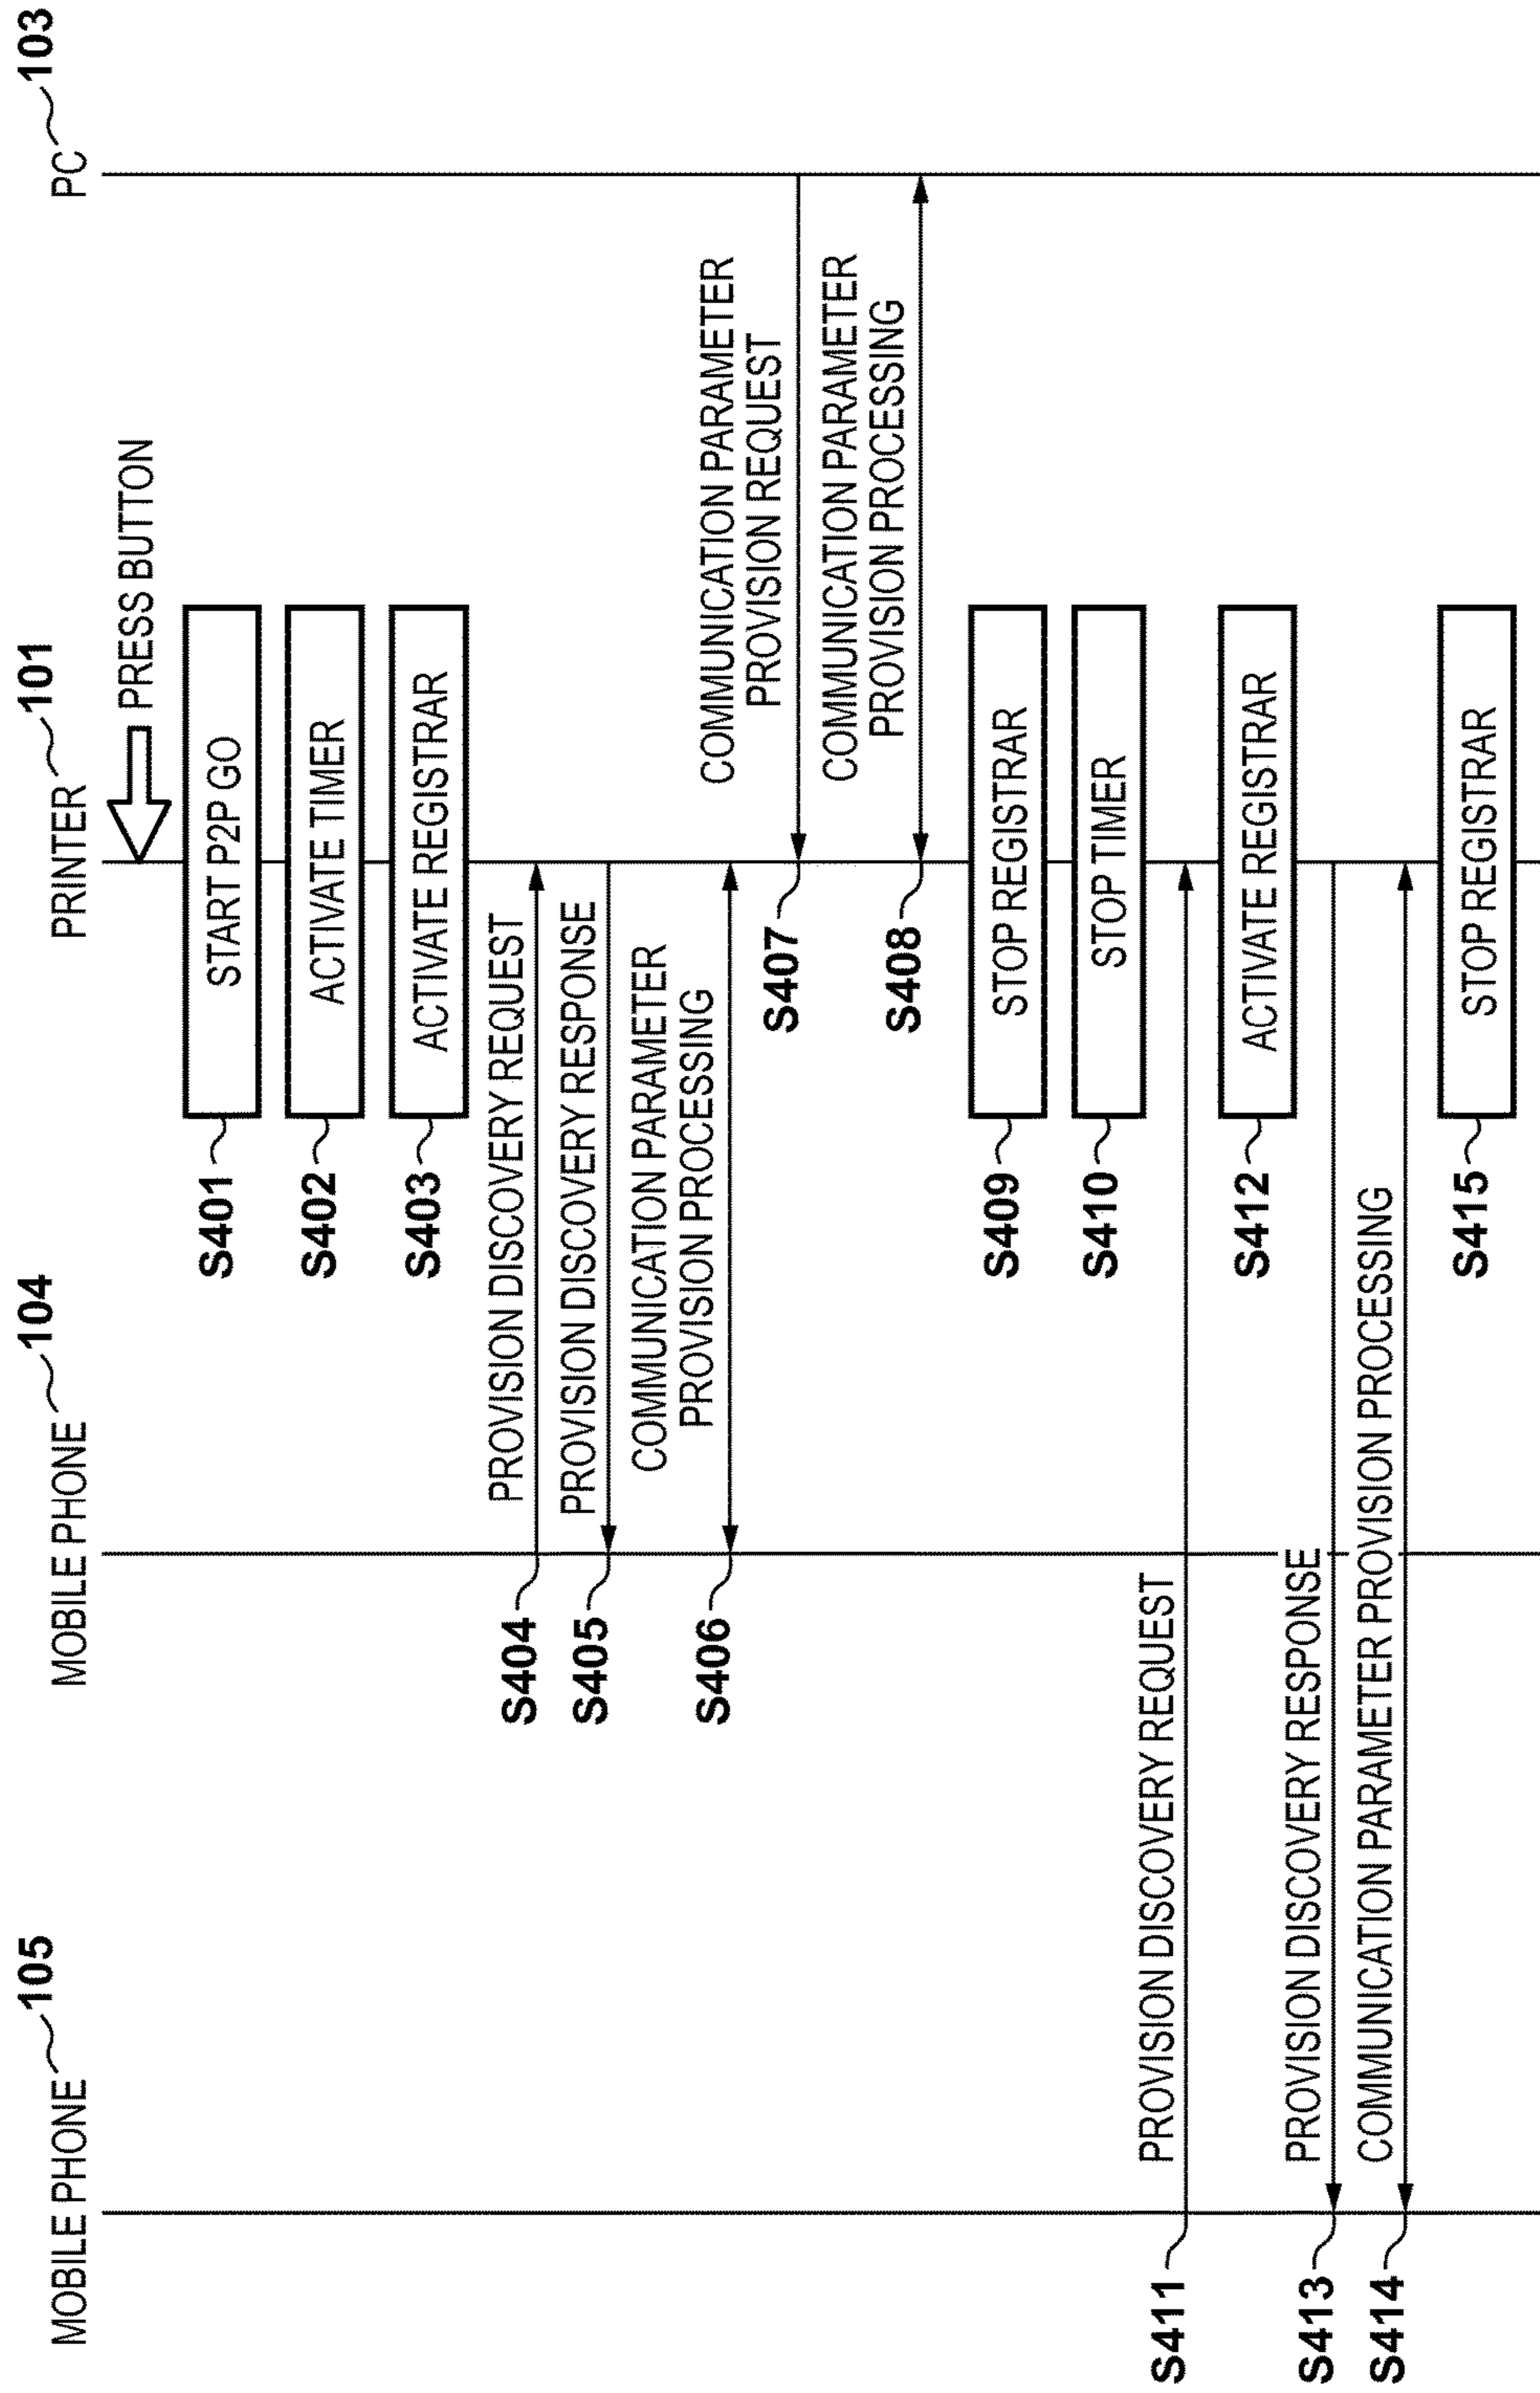 MOBILE PHONE 105
MOBILE PHONE 104
PRINTER 101
PC 103
PRESS BUTTON
S401 START P2P GO
S402 ACTIVATE TIMER
S403 ACTIVATE REGISTRAR
PROVISION DISCOVERY REQUEST
S404
PROVISION DISCOVERY RESPONSE
S405
COMMUNICATION PARAMETER
PROVISION PROCESSING
S406
COMMUNICATION PARAMETER
PROVISION REQUEST
S407
COMMUNICATION PARAMETER
PROVISION PROCESSING
S408
S409 STOP REGISTRAR
S410 STOP TIMER
PROVISION DISCOVERY REQUEST
S411
S412 ACTIVATE REGISTRAR
PROVISION DISCOVERY RESPONSE
S413
COMMUNICATION PARAMETER PROVISION PROCESSING
S414
S415 STOP REGISTRAR